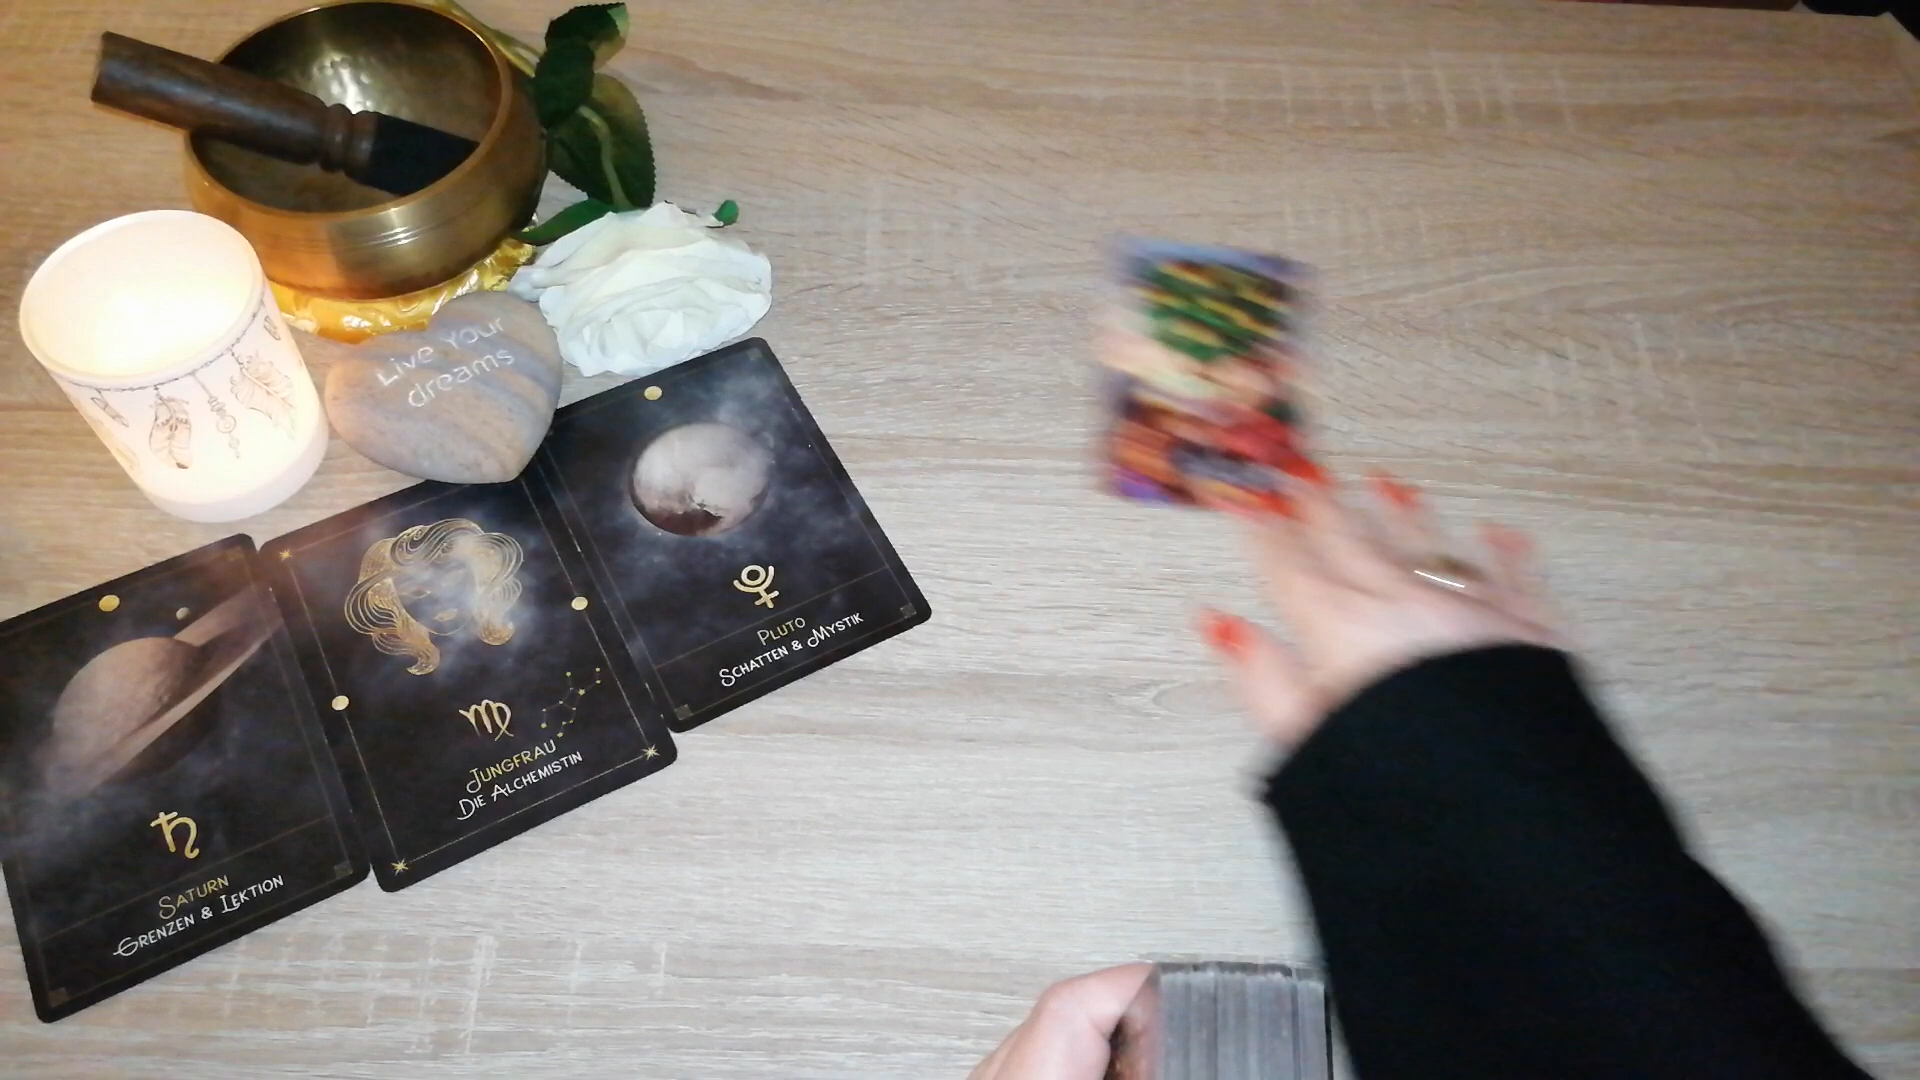 Live Your
dreams
Saturn
Grenzen & Lektion
Jungfrau
Die Alchemistin
Pluto
Schatten & Mystik